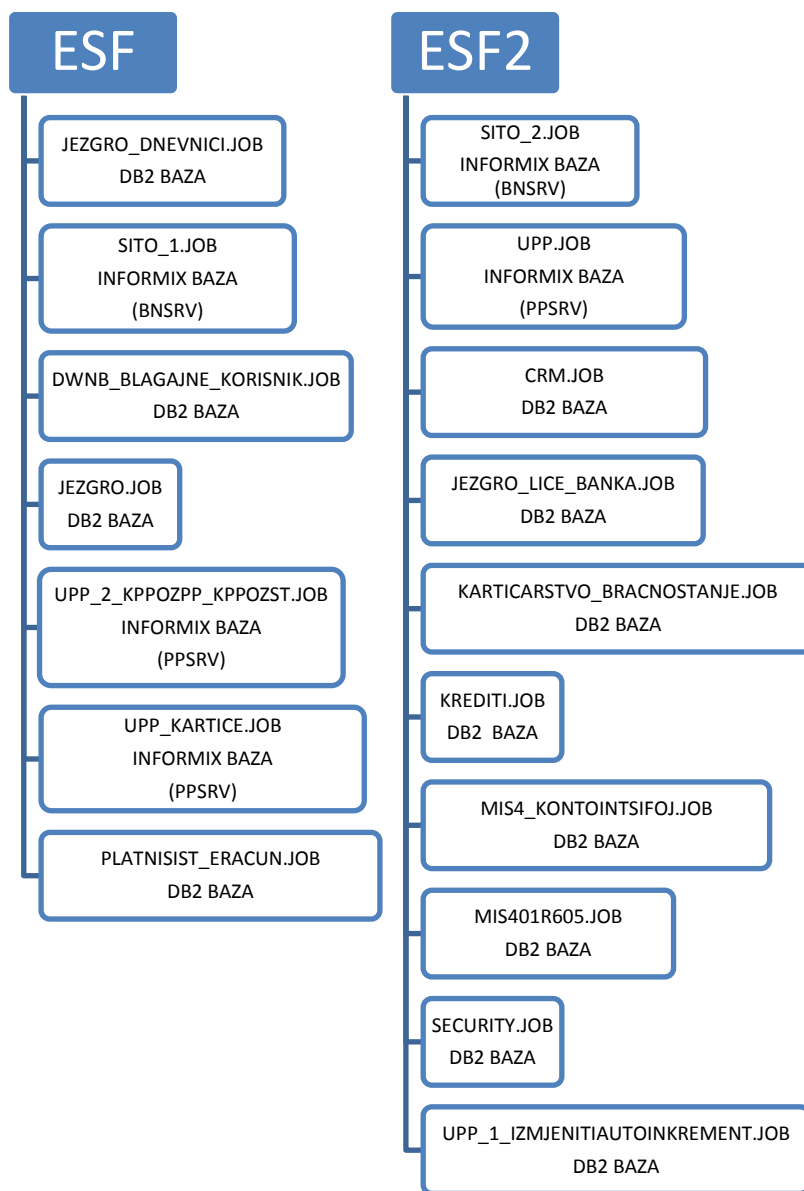 ESF
JEZGRO_DNEVNICI.JOB
DB2 BAZA
SITO_1.JOB
INFORMIX BAZA
(BNSRV)
DWNB_BLAGAJNE_KORISNIK.JOB
DB2 BAZA
JEZGRO.JOB
DB2 BAZA
UPP_2_KPPOZPP_KPPOZST.JOB
INFORMIX BAZA
(PPSRV)
UPP_KARTICE.JOB
INFORMIX BAZA
(PPSRV)
PLATNISIST_ERACUN.JOB
DB2 BAZA
ESF2
SITO_2.JOB
INFORMIX BAZA
(BNSRV)
UPP.JOB
INFORMIX BAZA
(PPSRV)
CRM.JOB
DB2 BAZA
JEZGRO_LICE_BANKA.JOB
DB2 BAZA
KARTICARSTVO_BRACNOSTANJE.JOB
DB2 BAZA
KREDITI.JOB
DB2 BAZA
MIS4_KONTOINTSIFOJ.JOB
DB2 BAZA
MIS401R605.JOB
DB2 BAZA
SECURITY.JOB
DB2 BAZA
UPP_1_IZMJENITIAUTOINKREMENT.JOB
DB2 BAZA